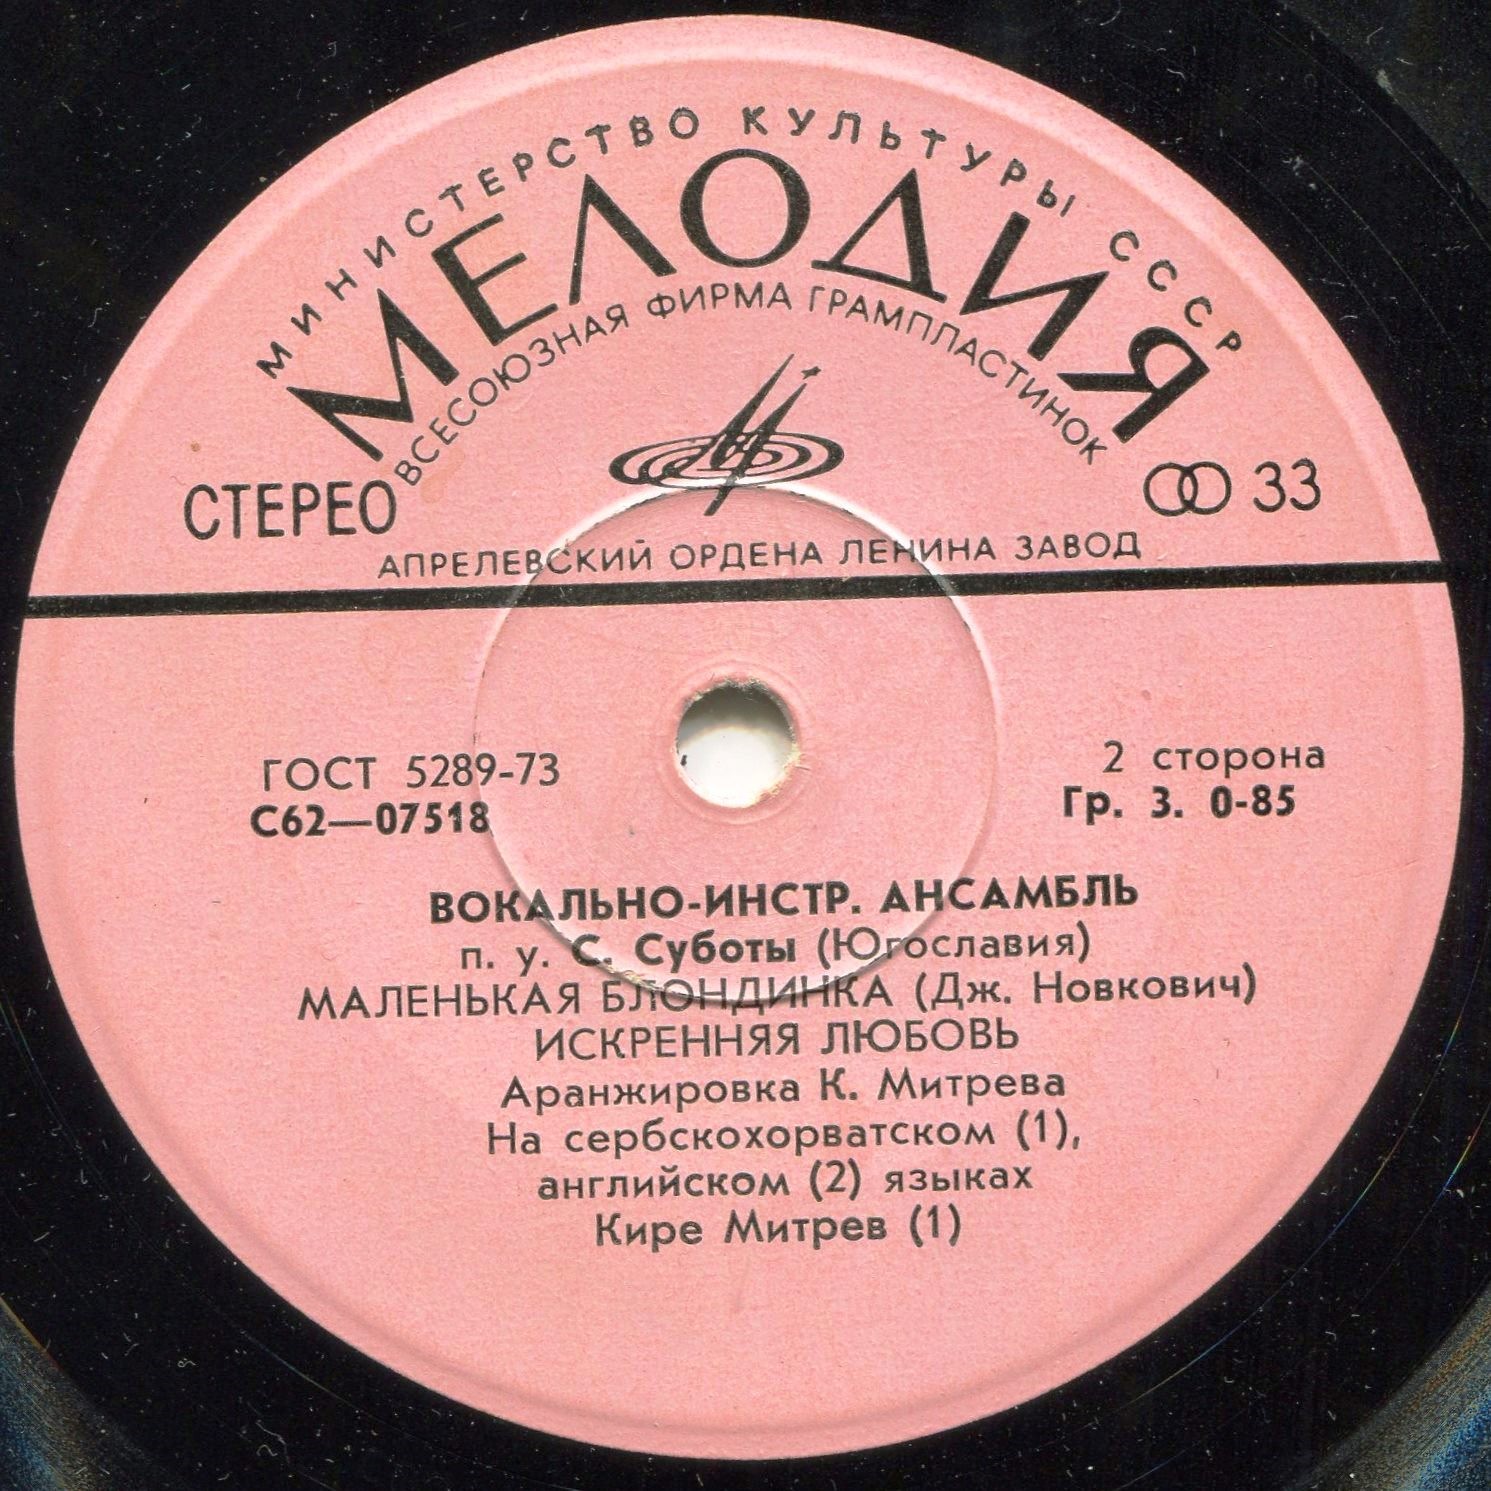 МИНИСТЕРСТВО КУЛЬТУРЫ СССР
МЕЛОДИЯ
ВСЕСОЮЗНАЯ ФИРМА ГРАМПЛАСТИНОК
СТЕРЕО
33
АПРЕЛЕВСКИЙ ОРДЕНА ЛЕНИНА ЗАВОД
ГОСТ 5289-73
С62—07518
2 сторона
Гр. 3. 0-85
ВОКАЛЬНО-ИНСТР. АНСАМБЛЬ
п. у. С. Суботы (Югославия)
МАЛЕНЬКАЯ БЛОНДИНКА (Дж. Новкович)
ИСКРЕННЯЯ ЛЮБОВЬ
Аранжировка К. Митрева
На сербскохорватском (1),
английском (2) языках
Кире Митрев (1)